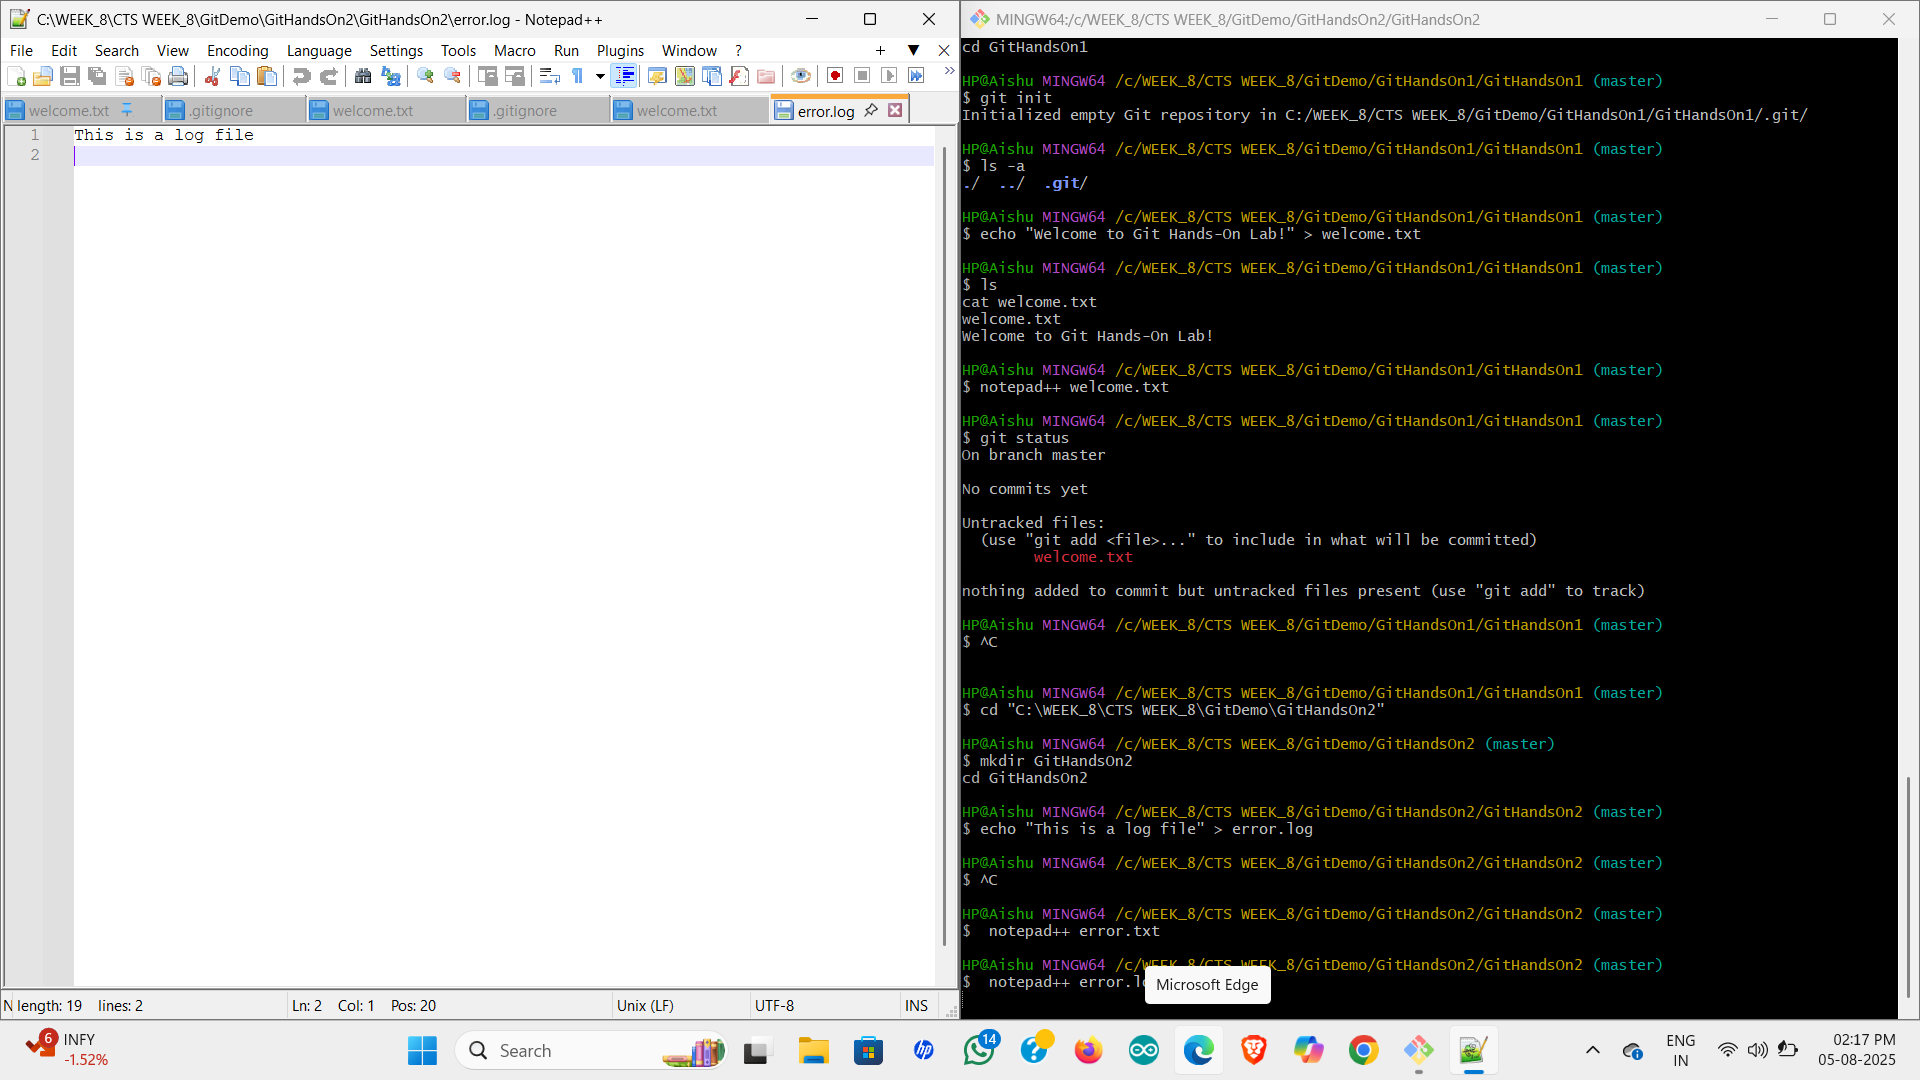 C:\WEEK_8\CTS WEEK_8\GitDemo\GitHandsOn2\GitHandsOn2\error.log - Notepad++
File Edit Search View Encoding Language Settings Tools Macro Run Plugins Window ?
welcome.txt .gitignore welcome.txt .gitignore welcome.txt error.log
1 This is a log file
2
N length: 19 lines: 2 Ln: 2 Col: 1 Pos: 20 Unix (LF) UTF-8 INS
MINGW64:/c/WEEK_8/CTS WEEK_8/GitDemo/GitHandsOn2/GitHandsOn2
cd GitHandsOn1
HP@Aishu MINGW64 /c/WEEK_8/CTS WEEK_8/GitDemo/GitHandsOn1/GitHandsOn1 (master)
$ git init
Initialized empty Git repository in C:/WEEK_8/CTS WEEK_8/GitDemo/GitHandsOn1/GitHandsOn1/.git/
HP@Aishu MINGW64 /c/WEEK_8/CTS WEEK_8/GitDemo/GitHandsOn1/GitHandsOn1 (master)
$ ls -a
./ ../ .git/
HP@Aishu MINGW64 /c/WEEK_8/CTS WEEK_8/GitDemo/GitHandsOn1/GitHandsOn1 (master)
$ echo "Welcome to Git Hands-On Lab!" > welcome.txt
HP@Aishu MINGW64 /c/WEEK_8/CTS WEEK_8/GitDemo/GitHandsOn1/GitHandsOn1 (master)
$ ls
cat welcome.txt
welcome.txt
Welcome to Git Hands-On Lab!
HP@Aishu MINGW64 /c/WEEK_8/CTS WEEK_8/GitDemo/GitHandsOn1/GitHandsOn1 (master)
$ notepad++ welcome.txt
HP@Aishu MINGW64 /c/WEEK_8/CTS WEEK_8/GitDemo/GitHandsOn1/GitHandsOn1 (master)
$ git status
On branch master
No commits yet
Untracked files:
(use "git add <file>..." to include in what will be committed)
welcome.txt
nothing added to commit but untracked files present (use "git add" to track)
HP@Aishu MINGW64 /c/WEEK_8/CTS WEEK_8/GitDemo/GitHandsOn1/GitHandsOn1 (master)
$ ^C
HP@Aishu MINGW64 /c/WEEK_8/CTS WEEK_8/GitDemo/GitHandsOn1/GitHandsOn1 (master)
$ cd "C:\WEEK_8\CTS WEEK_8\GitDemo\GitHandsOn2"
HP@Aishu MINGW64 /c/WEEK_8/CTS WEEK_8/GitDemo/GitHandsOn2 (master)
$ mkdir GitHandsOn2
cd GitHandsOn2
HP@Aishu MINGW64 /c/WEEK_8/CTS WEEK_8/GitDemo/GitHandsOn2/GitHandsOn2 (master)
$ echo "This is a log file" > error.log
HP@Aishu MINGW64 /c/WEEK_8/CTS WEEK_8/GitDemo/GitHandsOn2/GitHandsOn2 (master)
$ ^C
HP@Aishu MINGW64 /c/WEEK_8/CTS WEEK_8/GitDemo/GitHandsOn2/GitHandsOn2 (master)
$ notepad++ error.txt
HP@Aishu MINGW64 /c/WEEK_8/CTS WEEK_8/GitDemo/GitHandsOn2/GitHandsOn2 (master)
$ notepad++ error.l
Microsoft Edge
6 INFY
-1.52%
Search
hp
14
ENG
IN
02:17 PM
05-08-2025